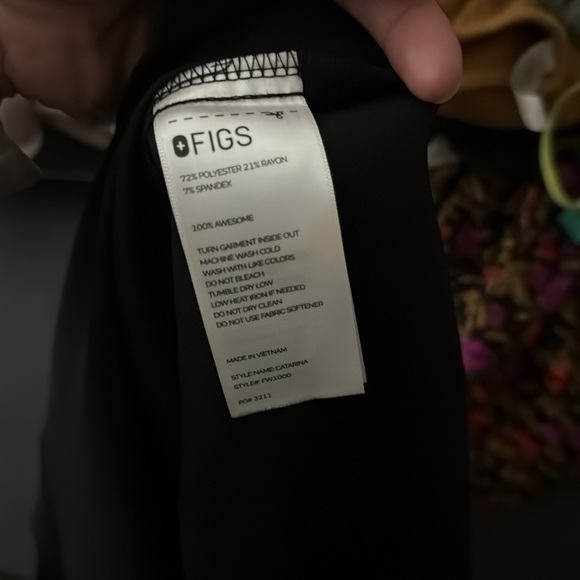 FIGS
72% POLYESTER 21% RAYON
7% SPANDEX
100% AWESOME
TURN GARMENT INSIDE OUT
MACHINE WASH COLD
WASH WITH LIKE COLORS
DO NOT BLEACH
TUMBLE DRY LOW
LOW HEAT IRON IF NEEDED
DO NOT DRY CLEAN
DO NOT USE FABRIC SOFTENER
MADE IN VIETNAM
STYLE NAME: CATARINA
STYLE#: FW1000
PO# 3211